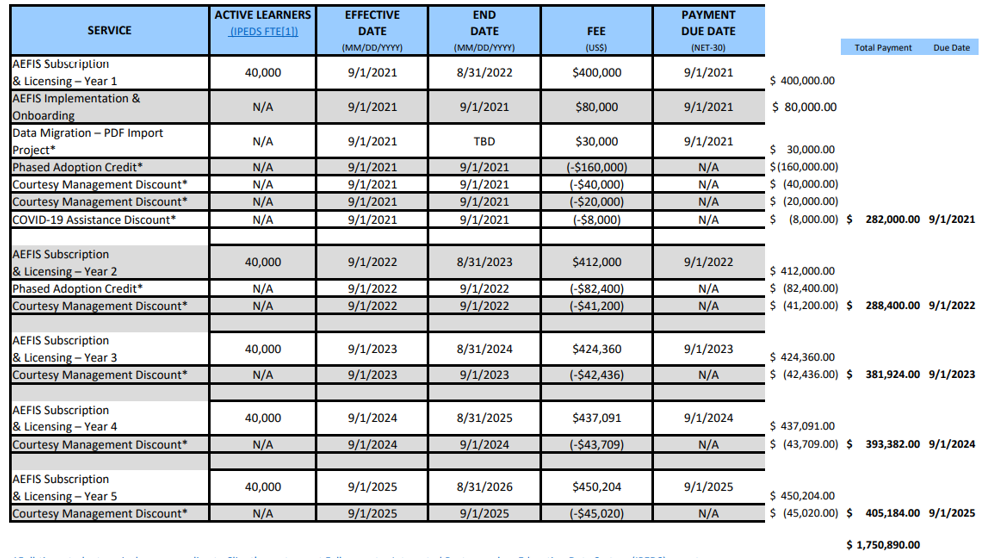 SERVICE ACTIVE LEARNERS (IPEDS FTE[1]) EFFECTIVE DATE (MM/DD/YYYY) END DATE (MM/DD/YYYY) FEE (US$) PAYMENT DUE DATE (NET-30) Total Payment Due Date
AEFIS Subscription
& Licensing – Year 1 40,000 9/1/2021 8/31/2022 $400,000 9/1/2021 $ 400,000.00
AEFIS Implementation &
Onboarding N/A 9/1/2021 9/1/2021 $80,000 9/1/2021 $ 80,000.00
Data Migration – PDF Import
Project* N/A 9/1/2021 TBD $30,000 9/1/2021 $ 30,000.00
Phased Adoption Credit* N/A 9/1/2021 9/1/2021 (-$160,000) N/A $(160,000.00)
Courtesy Management Discount* N/A 9/1/2021 9/1/2021 (-$40,000) N/A $ (40,000.00)
Courtesy Management Discount* N/A 9/1/2021 9/1/2021 (-$20,000) N/A $ (20,000.00)
COVID-19 Assistance Discount* N/A 9/1/2021 9/1/2021 (-$8,000) N/A $ (8,000.00) $ 282,000.00 9/1/2021
AEFIS Subscription
& Licensing – Year 2 40,000 9/1/2022 8/31/2023 $412,000 9/1/2022 $ 412,000.00
Phased Adoption Credit* N/A 9/1/2022 9/1/2022 (-$82,400) N/A $ (82,400.00)
Courtesy Management Discount* N/A 9/1/2022 9/1/2022 (-$41,200) N/A $ (41,200.00) $ 288,400.00 9/1/2022
AEFIS Subscription
& Licensing – Year 3 40,000 9/1/2023 8/31/2024 $424,360 9/1/2023 $ 424,360.00
Courtesy Management Discount* N/A 9/1/2023 9/1/2023 (-$42,436) N/A $ (42,436.00) $ 381,924.00 9/1/2023
AEFIS Subscription
& Licensing – Year 4 40,000 9/1/2024 8/31/2025 $437,091 9/1/2024 $ 437,091.00
Courtesy Management Discount* N/A 9/1/2024 9/1/2024 (-$43,709) N/A $ (43,709.00) $ 393,382.00 9/1/2024
AEFIS Subscription
& Licensing – Year 5 40,000 9/1/2025 8/31/2026 $450,204 9/1/2025 $ 450,204.00
Courtesy Management Discount* N/A 9/1/2025 9/1/2025 (-$45,020) N/A $ (45,020.00) $ 405,184.00 9/1/2025
$ 1,750,890.00